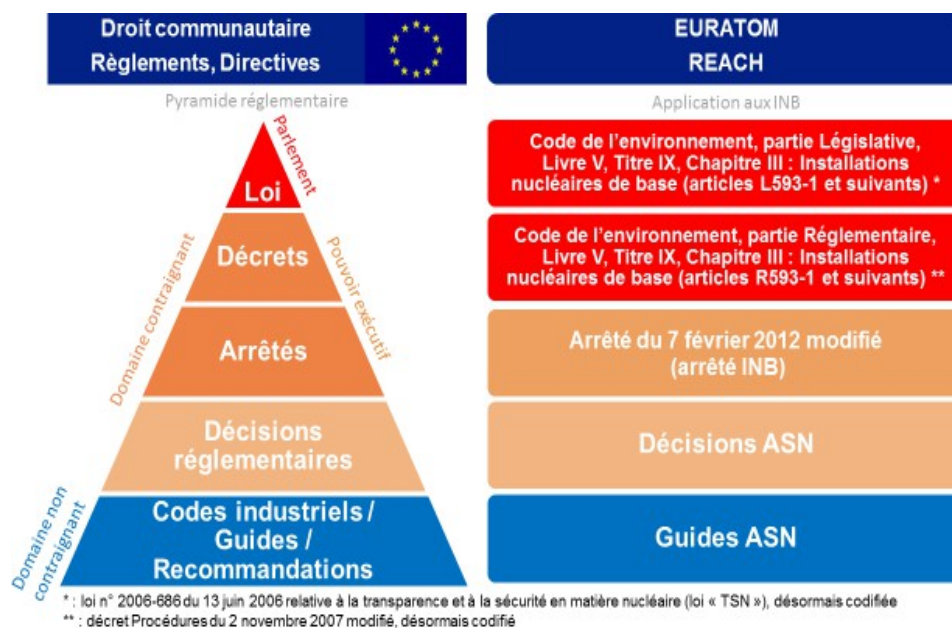 Droit communautaire
Règlements, Directives
EURATOM
REACH
Pyramide réglementaire
Application aux INB
Parlement
Loi
Code de l'environnement, partie Législative,
Livre V, Titre IX, Chapitre III : Installations
nucléaires de base (articles L593-1 et suivants) *
Domaine contraignant
Décrets
Pouvoir exécutif
Code de l'environnement, partie Réglementaire,
Livre V, Titre IX, Chapitre III : Installations
nucléaires de base (articles R593-1 et suivants) **
Arrêtés
Arrêté du 7 février 2012 modifié
(arrêté INB)
Décisions
réglementaires
Décisions ASN
Domaine non
contraignant
Codes industriels /
Guides /
Recommandations
Guides ASN
* : loi n° 2006-686 du 13 juin 2006 relative à la transparence et à la sécurité en matière nucléaire (loi « TSN »), désormais codifiée
** : décret Procédures du 2 novembre 2007 modifié, désormais codifié